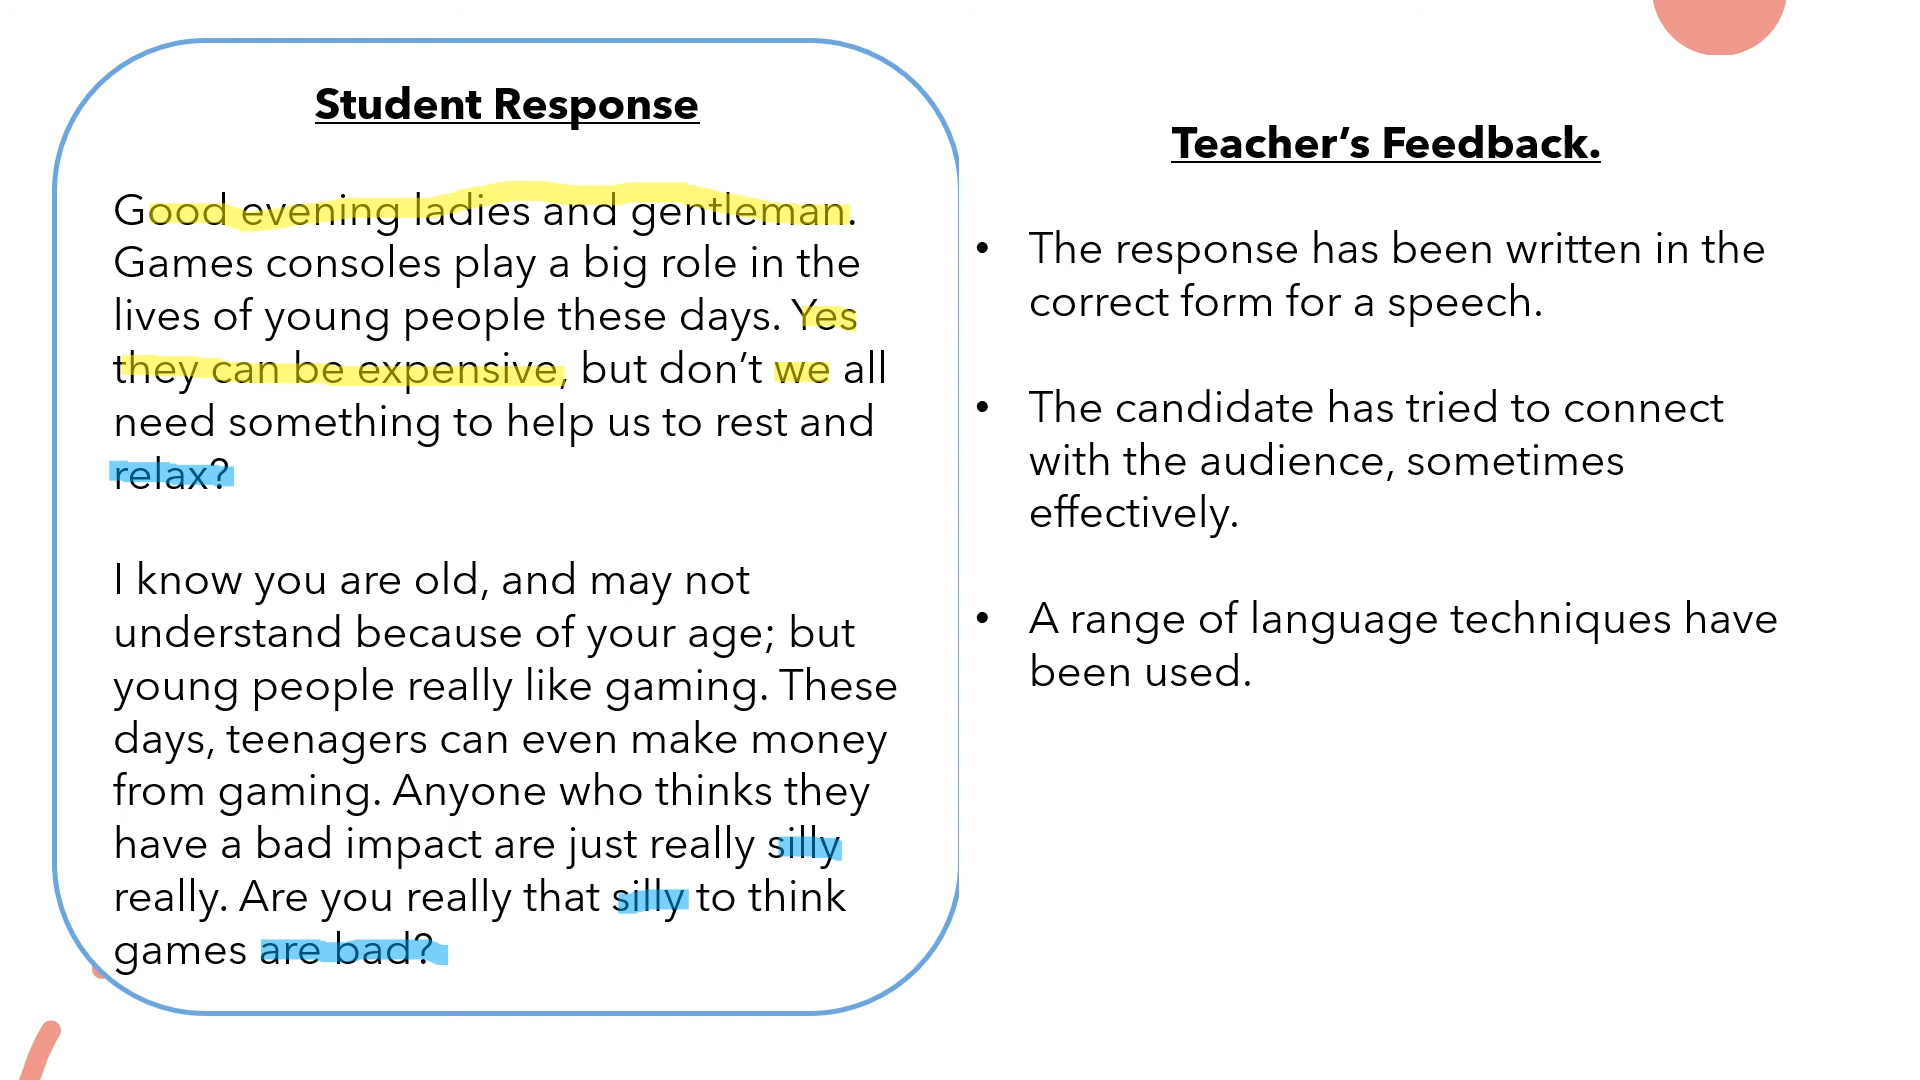 Student Response
Good evening ladies and gentleman.
Games consoles play a big role in the
lives of young people these days. Yes
they can be expensive, but don’t we all
need something to help us to rest and
relax?
I know you are old, and may not
understand because of your age; but
young people really like gaming. These
days, teenagers can even make money
from gaming. Anyone who thinks they
have a bad impact are just really silly
really. Are you really that silly to think
games are bad?
Teacher’s Feedback.
• The response has been written in the
correct form for a speech.
• The candidate has tried to connect
with the audience, sometimes
effectively.
• A range of language techniques have
been used.